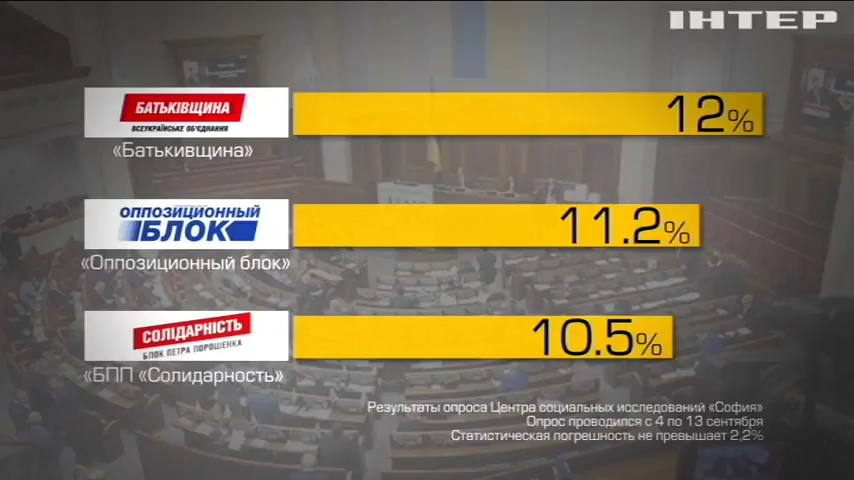 ІНТЕР
БАТЬКІВЩИНА
ВСЕУКРАЇНСЬКЕ ОБ'ЄДНАННЯ
12%
«Батькивщина»
ОППОЗИЦИОННЫЙ
БЛОК
11.2%
«Оппозиционный блок»
СОЛІДАРНІСТЬ
БЛОК ПЕТРА ПОРОШЕНКА
10.5%
«БПП «Солидарность»
Результаты опроса Центра социальных исследований «София»
Опрос проводился с 4 по 13 сентября
Статистическая погрешность не превышает 2,2%